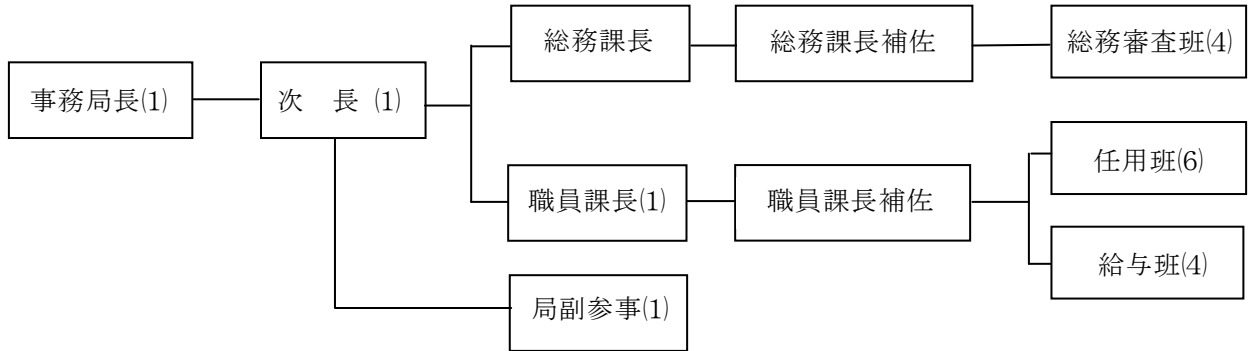 総務課長
総務課長補佐
総務審査班(4)
事務局長(1)
次　長 (1)
任用班(6)
職員課長(1)
職員課長補佐
給与班(4)
局副参事(1)